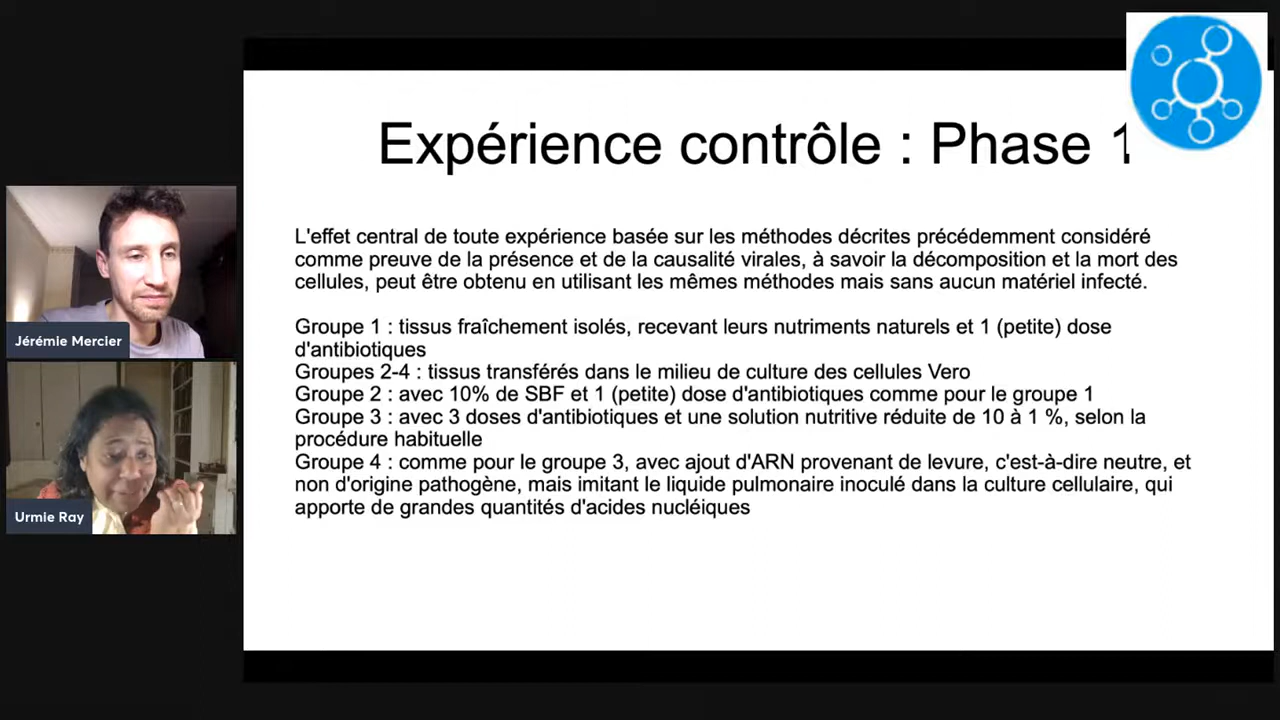 Expérience contrôle : Phase 1
L'effet central de toute expérience basée sur les méthodes décrites précédemment considéré
comme preuve de la présence et de la causalité virales, à savoir la décomposition et la mort des
cellules, peut être obtenu en utilisant les mêmes méthodes mais sans aucun matériel infecté.
Groupe 1 : tissus fraîchement isolés, recevant leurs nutriments naturels et 1 (petite) dose
d'antibiotiques
Groupes 2-4 : tissus transférés dans le milieu de culture des cellules Vero
Groupe 2 : avec 10% de SBF et 1 (petite) dose d'antibiotiques comme pour le groupe 1
Groupe 3 : avec 3 doses d'antibiotiques et une solution nutritive réduite de 10 à 1 %, selon la
procédure habituelle
Groupe 4 : comme pour le groupe 3, avec ajout d'ARN provenant de levure, c'est-à-dire neutre, et
non d'origine pathogène, mais imitant le liquide pulmonaire inoculé dans la culture cellulaire, qui
apporte de grandes quantités d'acides nucléiques
Jérémie Mercier
Urmie Ray